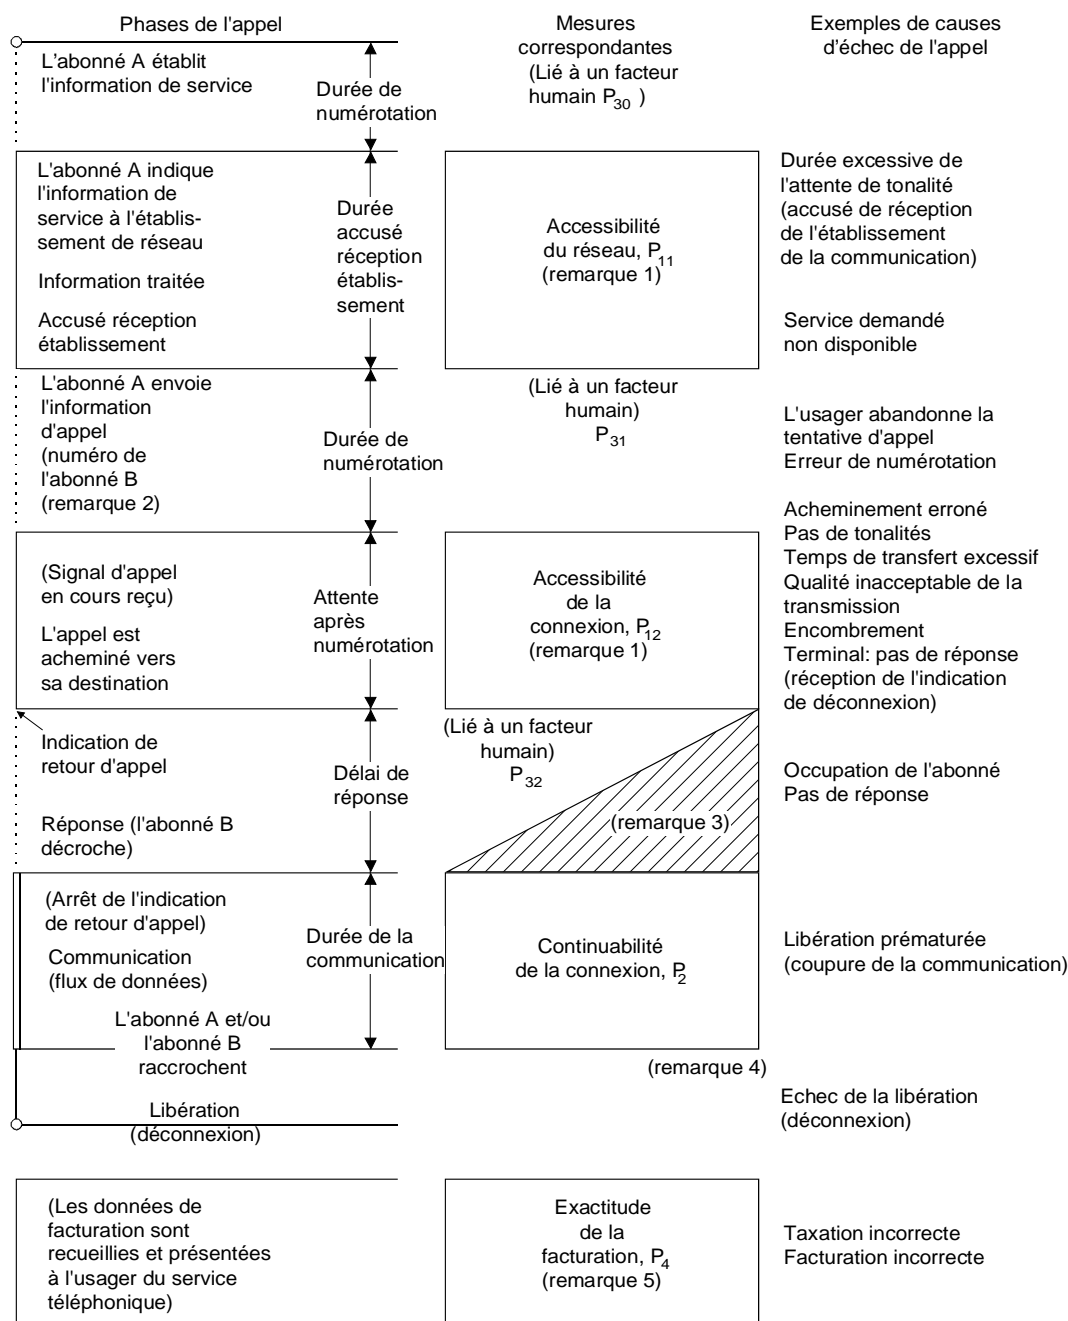 Phases de l'appel
Mesures
correspondantes
(Lié à un facteur
humain P30 )
Exemples de causes
d'échec de l'appel
L'abonné A établit
l'information de service
Durée de
numérotation
L'abonné A indique
l'information de
service à l'établis-
sement de réseau
Information traitée
Accusé réception
établissement
Durée
accusé
réception
établis-
sement
Accessibilité
du réseau, P11
(remarque 1)
Durée excessive de
l'attente de tonalité
(accusé de réception
de l'établissement
de la communication)
Service demandé
non disponible
L'abonné A envoie
l'information
d'appel
(numéro de
l'abonné B
(remarque 2)
Durée de
numérotation
(Lié à un facteur
humain)
P31
L'usager abandonne la
tentative d'appel
Erreur de numérotation
(Signal d'appel
en cours reçu)
L'appel est
acheminé vers
sa destination
Attente
après
numérotation
Accessibilité
de la
connexion, P12
(remarque 1)
Acheminement erroné
Pas de tonalités
Temps de transfert excessif
Qualité inacceptable de la
transmission
Encombrement
Terminal: pas de réponse
(réception de l'indication
de déconnexion)
Indication de
retour d'appel
Réponse (l'abonné B
décroche)
Délai de
réponse
(Lié à un facteur
humain)
P32
(remarque 3)
Occupation de l'abonné
Pas de réponse
(Arrêt de l'indication
de retour d'appel)
Communication
(flux de données)
L'abonné A et/ou
l'abonné B
raccrochent
Durée de la
communication
Continuabilité
de la connexion, P2
Libération prématurée
(coupure de la communication)
(remarque 4)
Libération
(déconnexion)
Echec de la libération
(déconnexion)
(Les données de
facturation sont
recueillies et présentées
à l'usager du service
téléphonique)
Exactitude
de la
facturation, P4
(remarque 5)
Taxation incorrecte
Facturation incorrecte